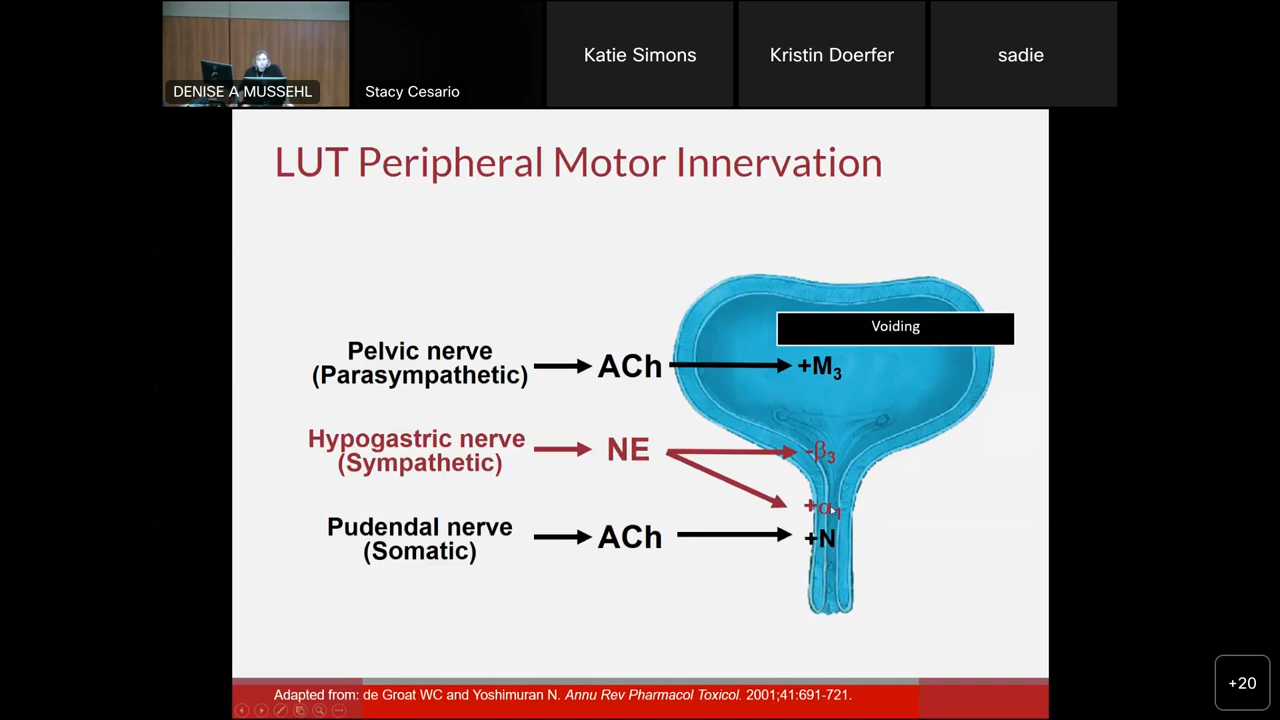 DENISE A MUSSEHL
Stacy Cesario
Katie Simons
Kristin Doerfer
sadie
LUT Peripheral Motor Innervation
Voiding
Pelvic nerve
(Parasympathetic)
ACh
+M₃
Hypogastric nerve
(Sympathetic)
NE
-β₃
+α₁
Pudendal nerve
(Somatic)
ACh
+N
Adapted from: de Groat WC and Yoshimuran N. Annu Rev Pharmacol Toxicol. 2001;41:691-721.
+20